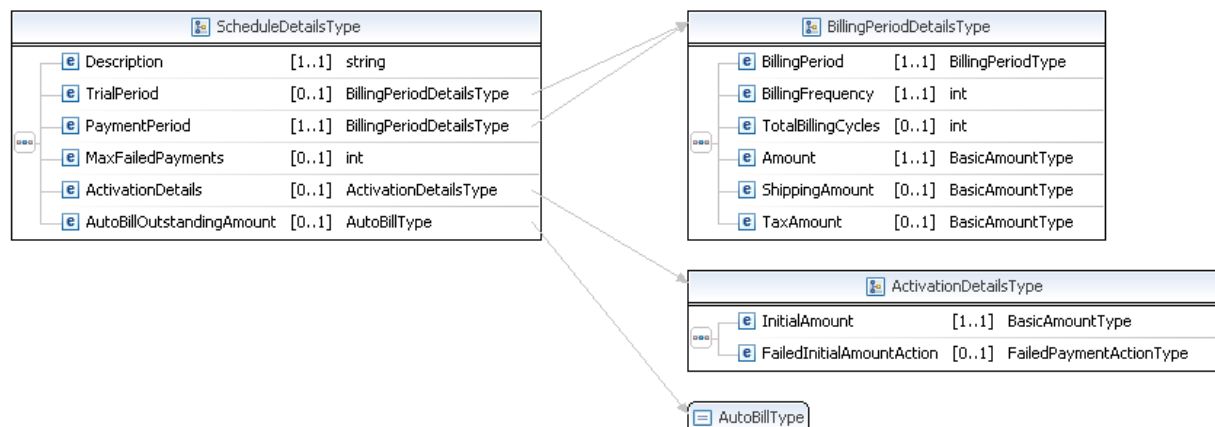 ScheduleDetailsType
e Description [1..1] string
e TrialPeriod [0..1] BillingPeriodDetailsType
e PaymentPeriod [1..1] BillingPeriodDetailsType
e MaxFailedPayments [0..1] int
e ActivationDetails [0..1] ActivationDetailsType
e AutoBillOutstandingAmount [0..1] AutoBillType
BillingPeriodDetailsType
e BillingPeriod [1..1] BillingPeriodType
e BillingFrequency [1..1] int
e TotalBillingCycles [0..1] int
e Amount [1..1] BasicAmountType
e ShippingAmount [0..1] BasicAmountType
e TaxAmount [0..1] BasicAmountType
ActivationDetailsType
e InitialAmount [1..1] BasicAmountType
e FailedInitialAmountAction [0..1] FailedPaymentActionType
AutoBillType